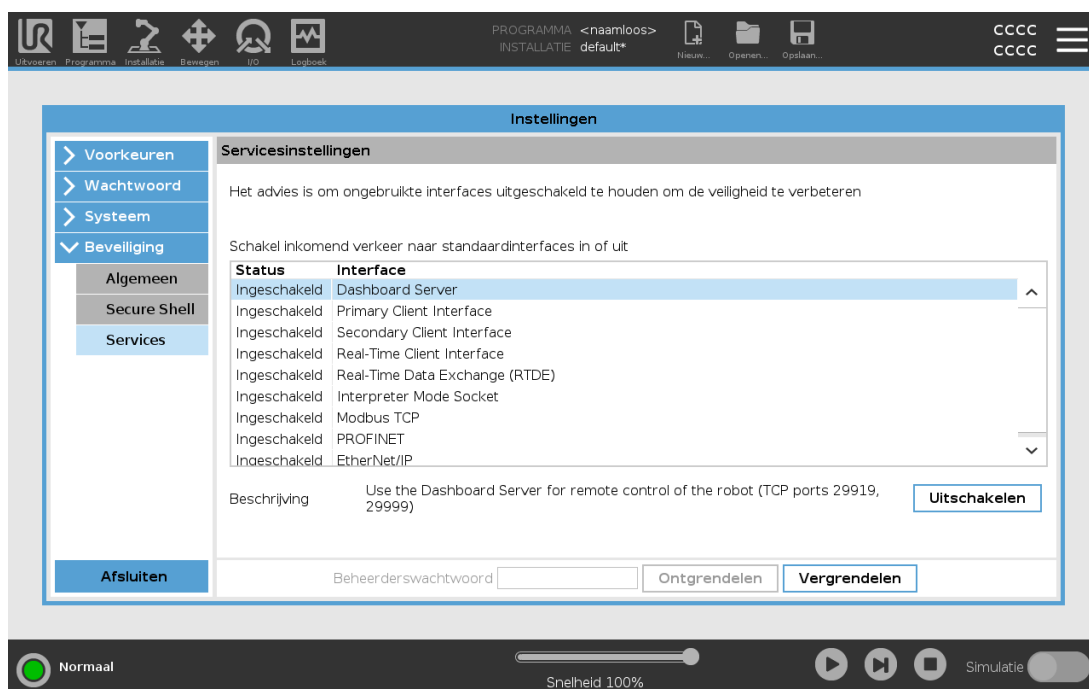 PROGRAMMA <naamloos>
INSTALLATIE default*
CCCC
CCCC
Uitvoeren Programma Installatie Bewegen I/O Logboek Nieuw... Openen... Opslaan...
Instellingen
Voorkeuren
Wachtwoord
Systeem
Beveiliging
Algemeen
Secure Shell
Services
Afsluiten
Servicesinstellingen
Het advies is om ongebruikte interfaces uitgeschakeld te houden om de veiligheid te verbeteren
Schakel inkomend verkeer naar standaardinterfaces in of uit
Status Interface
Ingeschakeld Dashboard Server
Ingeschakeld Primary Client Interface
Ingeschakeld Secondary Client Interface
Ingeschakeld Real-Time Client Interface
Ingeschakeld Real-Time Data Exchange (RTDE)
Ingeschakeld Interpreter Mode Socket
Ingeschakeld Modbus TCP
Ingeschakeld PROFINET
Ingeschakeld EtherNet/IP
Beschrijving Use the Dashboard Server for remote control of the robot (TCP ports 29919,
29999)
Uitschakelen
Beheerderswachtwoord Ontgrendelen Vergrendelen
Normaal
Snelheid 100%
Simulatie